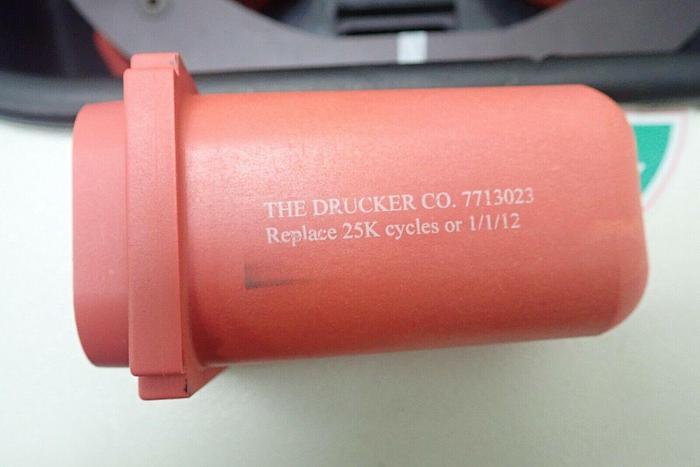 THE DRUCKER CO. 7713023
Replace 25K cycles or 1/1/12